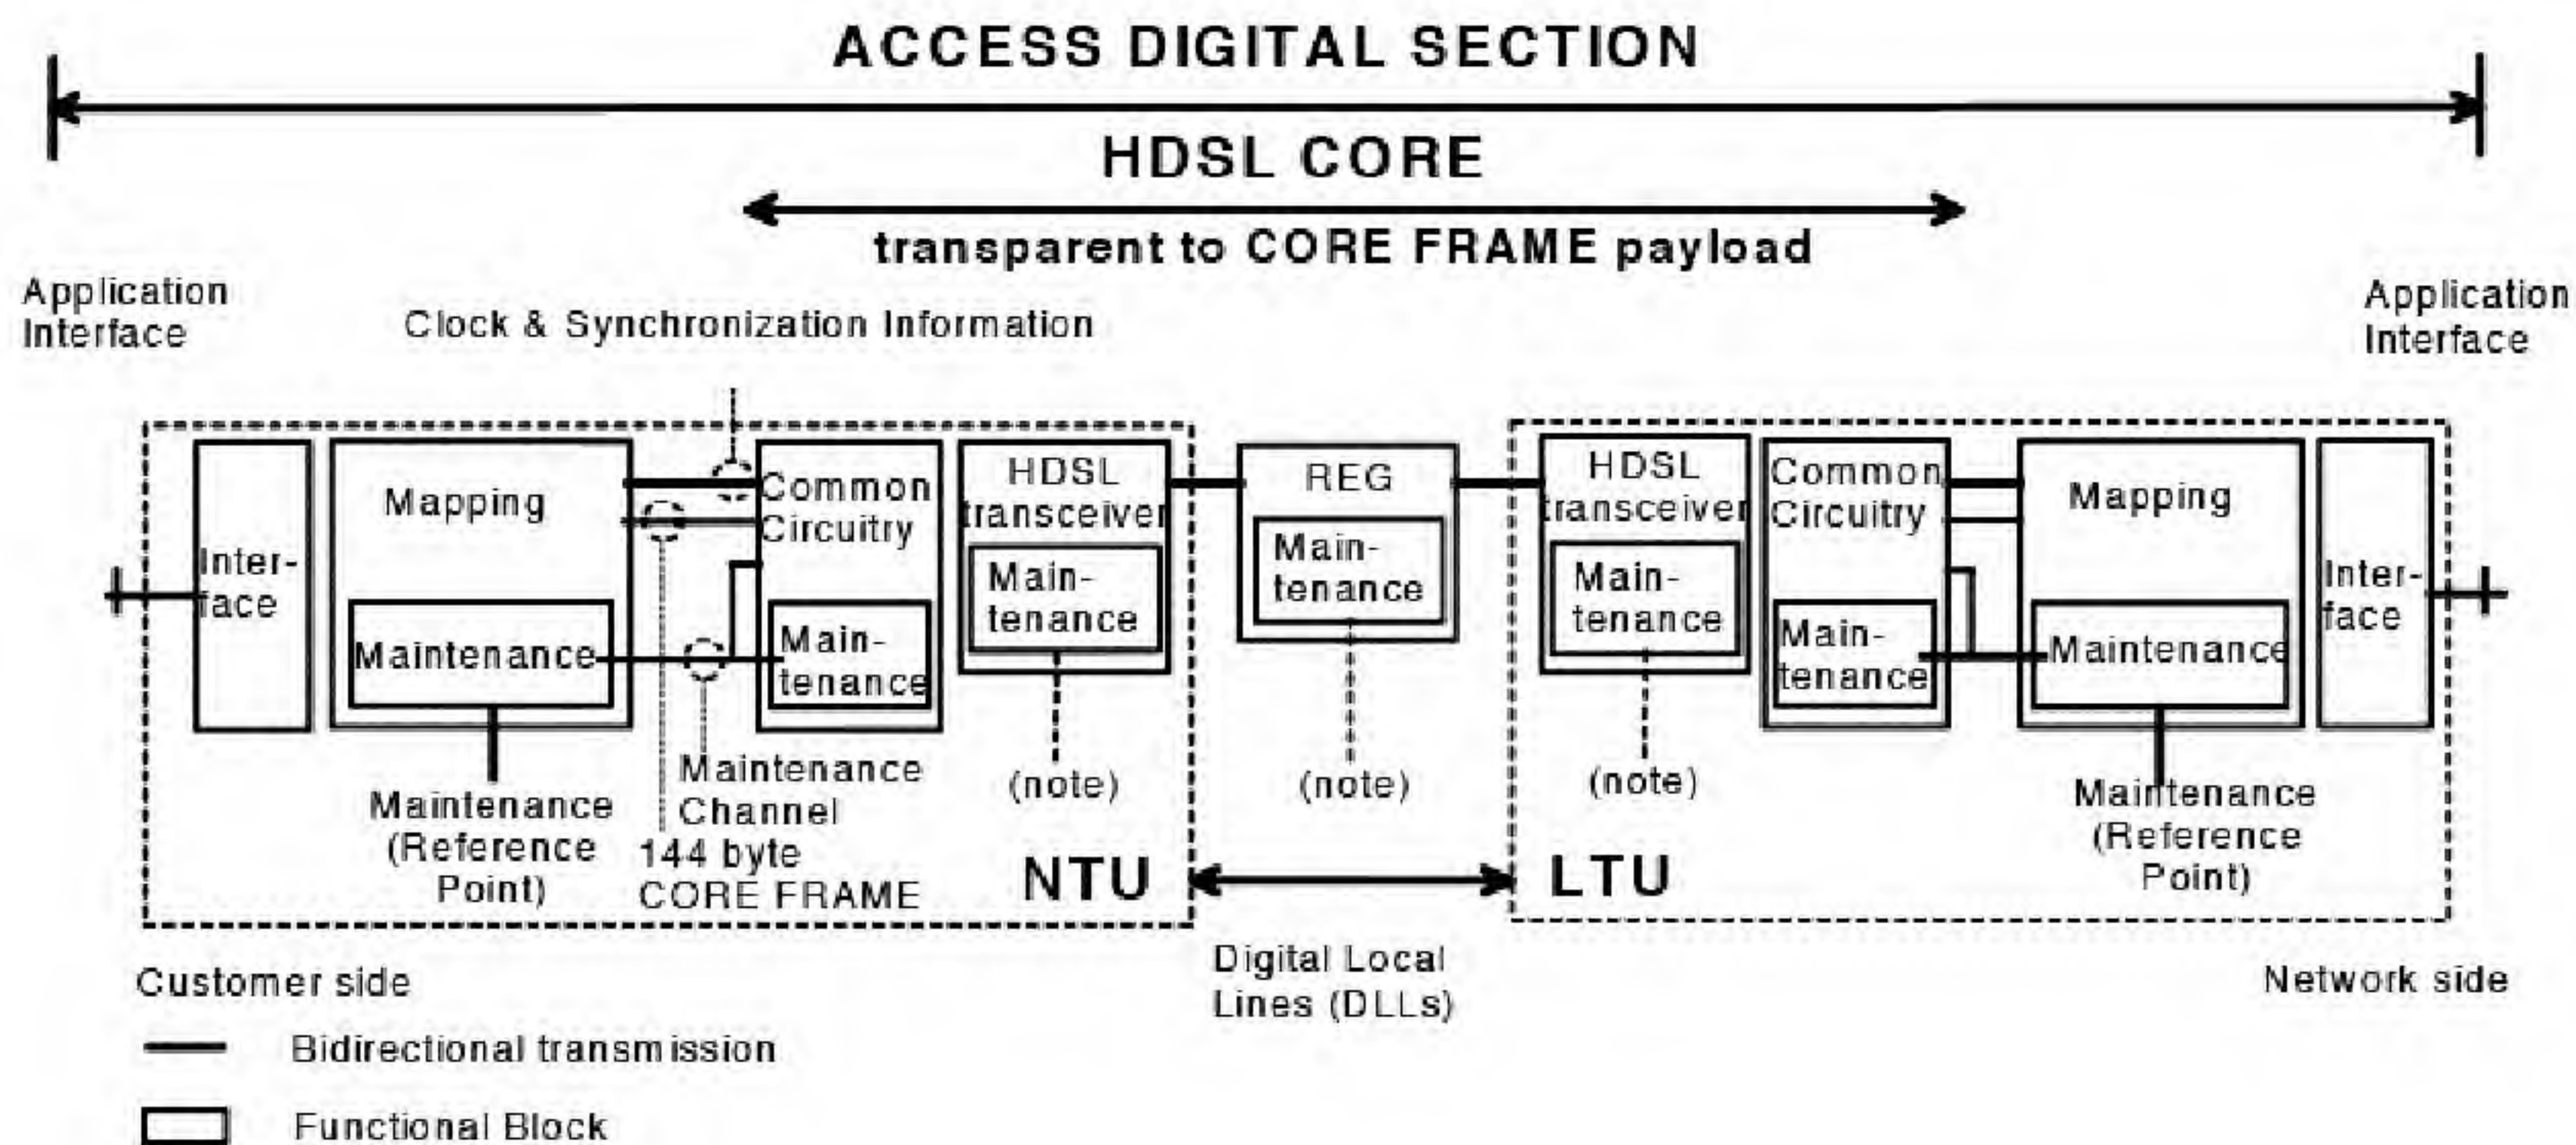 ACCESS DIGITAL SECTION
HDSL CORE
transparent to CORE FRAME payload
Application
Interface
Clock & Synchronization Information
Application
Interface
Inter-
face
Mapping
Maintenance
Common
Circuitry
Main-
tenance
HDSL
transceiver
Main-
tenance
REG
Main-
tenance
HDSL
transceiver
Main-
tenance
Common
Circuitry
Main-
tenance
Mapping
Maintenance
Inter-
face
Maintenance
(Reference
Point)
Maintenance
Channel
144 byte
CORE FRAME
(note)
NTU
(note)
(note)
LTU
Maintenance
(Reference
Point)
Customer side
Digital Local
Lines (DLLs)
Network side
Bidirectional transmission
Functional Block